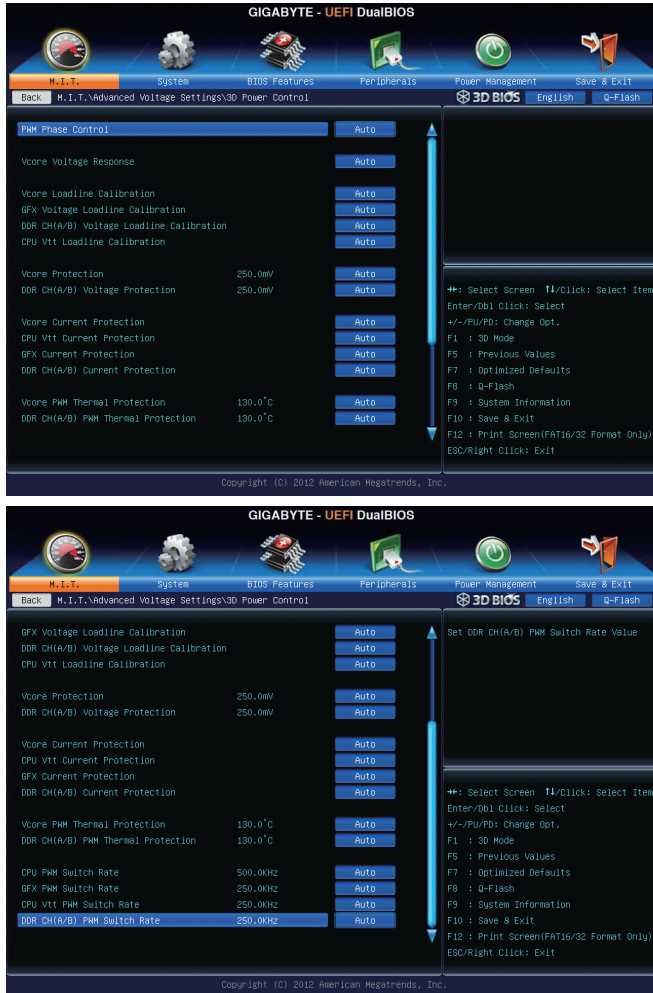 GIGABYTE - UEFI DualBIOS
M.I.T. System BIOS Features Peripherals Power Management Save & Exit
Back M.I.T.\Advanced Voltage Settings\3D Power Control 3D BIOS English Q-Flash
PWM Phase Control Auto
Vcore Voltage Response Auto
Vcore Loadline Calibration Auto
GFX Voltage Loadline Calibration Auto
DDR CH(A/B) Voltage Loadline Calibration Auto
CPU Vtt Loadline Calibration Auto
Vcore Protection 250.0mV Auto
DDR CH(A/B) Voltage Protection 250.0mV Auto
Vcore Current Protection Auto
CPU Vtt Current Protection Auto
GFX Current Protection Auto
DDR CH(A/B) Current Protection Auto
Vcore PWM Thermal Protection 130.0°C Auto
DDR CH(A/B) PWM Thermal Protection 130.0°C Auto
→←: Select Screen ↑↓/Click: Select Item
Enter/Dbl Click: Select
+/-/PU/PD: Change Opt.
F1 : 3D Mode
F5 : Previous Values
F7 : Optimized Defaults
F8 : Q-Flash
F9 : System Information
F10 : Save & Exit
F12 : Print Screen(FAT16/32 Format Only)
ESC/Right Click: Exit
Copyright (C) 2012 American Megatrends, Inc.
GIGABYTE - UEFI DualBIOS
M.I.T. System BIOS Features Peripherals Power Management Save & Exit
Back M.I.T.\Advanced Voltage Settings\3D Power Control 3D BIOS English Q-Flash
GFX Voltage Loadline Calibration Auto
DDR CH(A/B) Voltage Loadline Calibration Auto
CPU Vtt Loadline Calibration Auto
Vcore Protection 250.0mV Auto
DDR CH(A/B) Voltage Protection 250.0mV Auto
Vcore Current Protection Auto
CPU Vtt Current Protection Auto
GFX Current Protection Auto
DDR CH(A/B) Current Protection Auto
Vcore PWM Thermal Protection 130.0°C Auto
DDR CH(A/B) PWM Thermal Protection 130.0°C Auto
CPU PWM Switch Rate 500.0KHz Auto
GFX PWM Switch Rate 250.0KHz Auto
CPU Vtt PWM Switch Rate 250.0KHz Auto
DDR CH(A/B) PWM Switch Rate 250.0KHz Auto
Set DDR CH(A/B) PWM Switch Rate Value
→←: Select Screen ↑↓/Click: Select Item
Enter/Dbl Click: Select
+/-/PU/PD: Change Opt.
F1 : 3D Mode
F5 : Previous Values
F7 : Optimized Defaults
F8 : Q-Flash
F9 : System Information
F10 : Save & Exit
F12 : Print Screen(FAT16/32 Format Only)
ESC/Right Click: Exit
Copyright (C) 2012 American Megatrends, Inc.